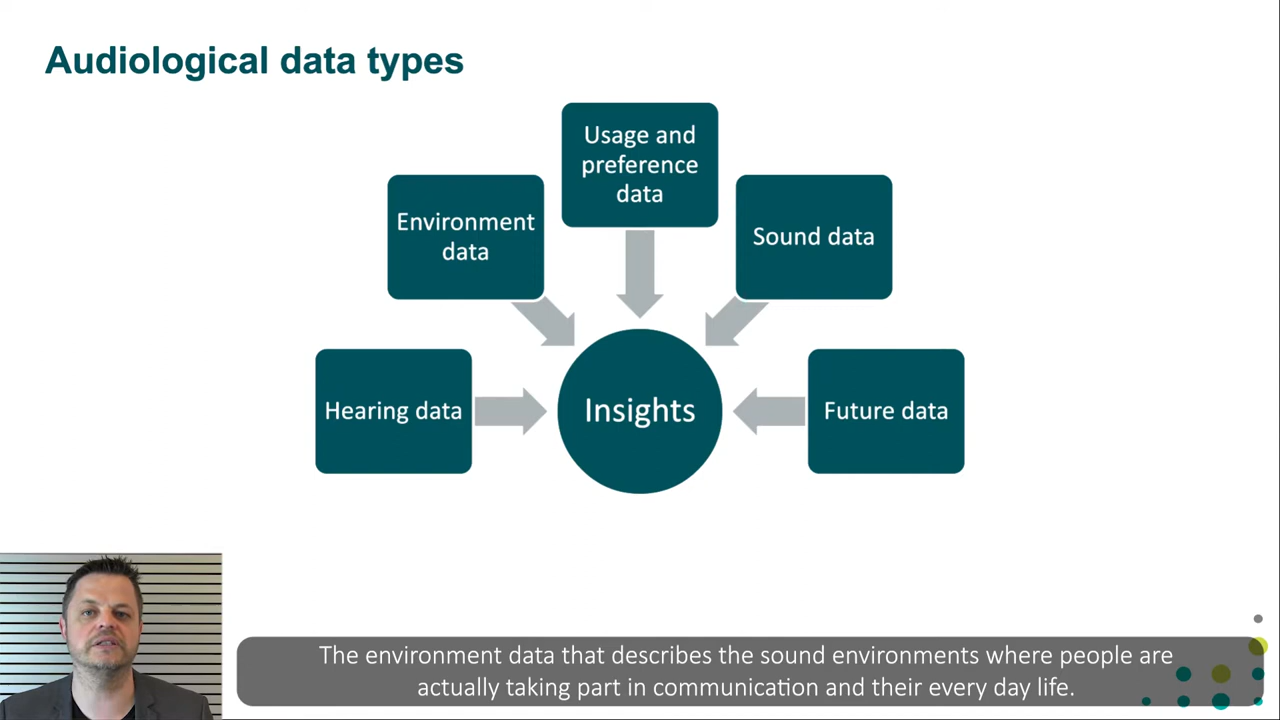 Audiological data types
Usage and
preference
data
Environment
data
Sound data
Hearing data
Insights
Future data
The environment data that describes the sound environments where people are
actually taking part in communication and their every day life.